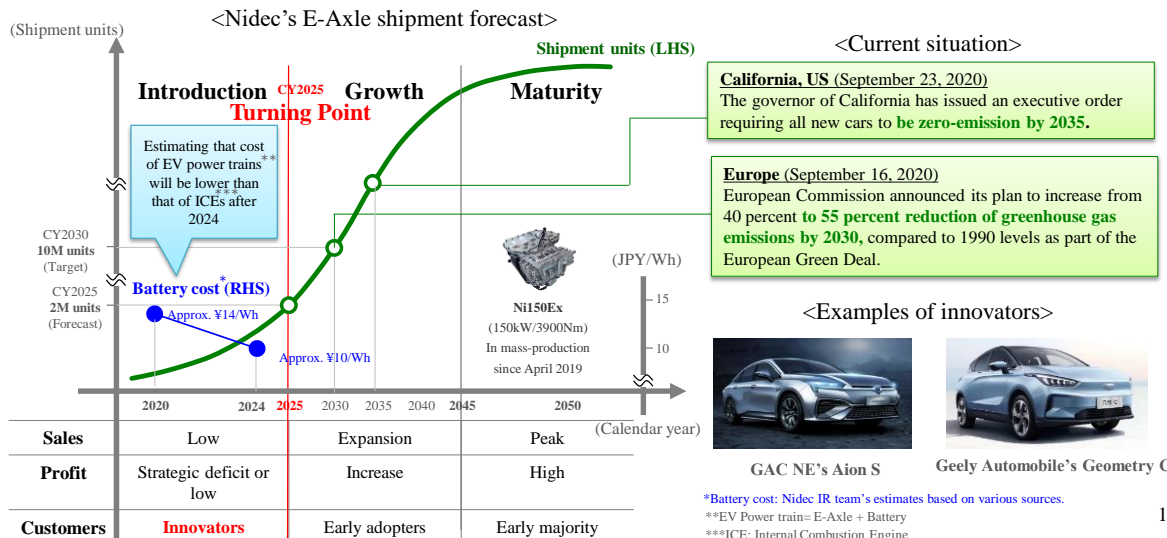 <Nidec's E-Axle shipment forecast>
(Shipment units)
Shipment units (LHS)
Introduction
CY2025
Growth
Maturity
Turning Point
Estimating that cost
of EV power trains**
will be lower than
that of ICEs*** after
2024
CY2030
10M units
(Target)
CY2025
2M units
(Forecast)
Battery cost* (RHS)
Approx. ¥14/Wh
Approx. ¥10/Wh
Ni150Ex
(150kW/3900Nm)
In mass-production
since April 2019
(JPY/Wh)
15
10
2020 2024 2025 2030 2035 2040 2045 2050
(Calendar year)
Sales Low Expansion Peak
Profit Strategic deficit or low Increase High
Customers Innovators Early adopters Early majority
<Current situation>
California, US (September 23, 2020)
The governor of California has issued an executive order
requiring all new cars to be zero-emission by 2035.
Europe (September 16, 2020)
European Commission announced its plan to increase from
40 percent to 55 percent reduction of greenhouse gas
emissions by 2030, compared to 1990 levels as part of the
European Green Deal.
<Examples of innovators>
GAC NE's Aion S
Geely Automobile's Geometry C
*Battery cost: Nidec IR team's estimates based on various sources.
**EV Power train= E-Axle + Battery
***ICE: Internal Combustion Engine
1